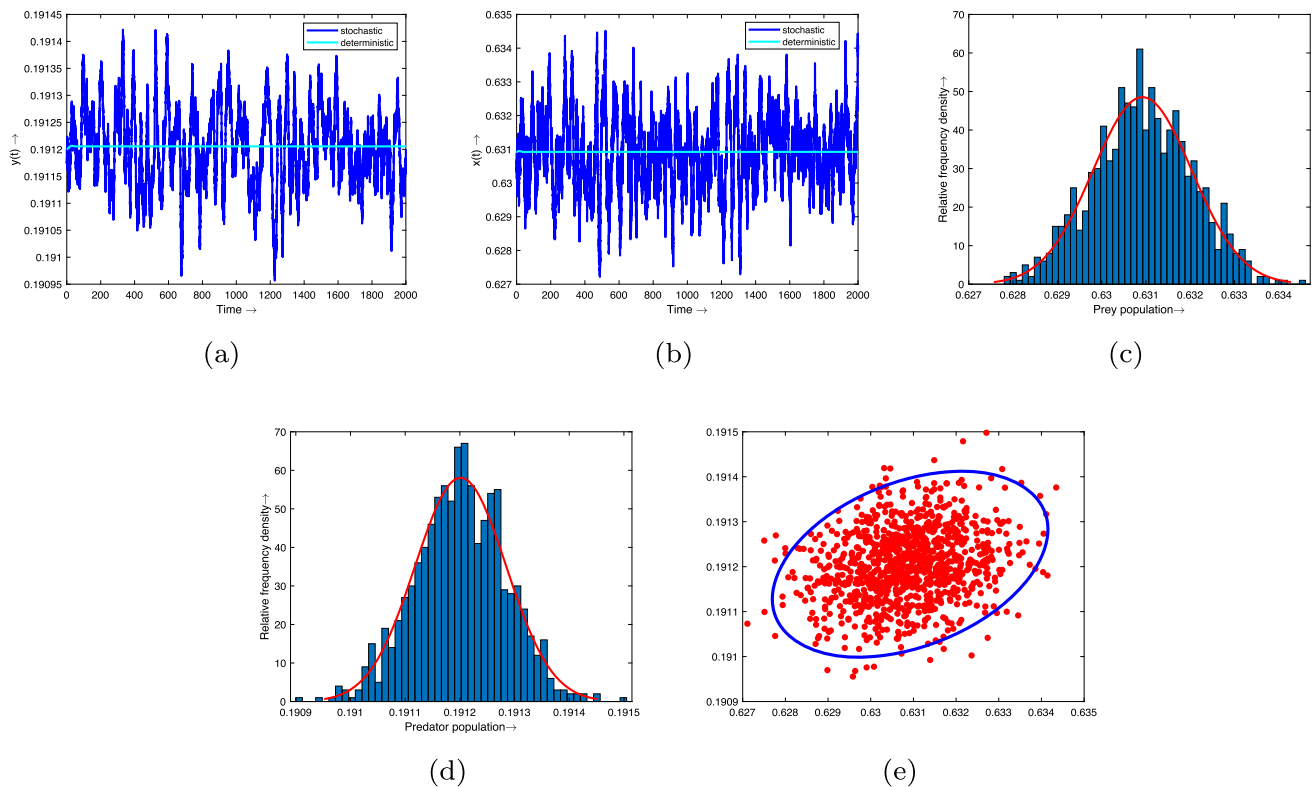 0.19145
0.1914
0.19135
0.1913
0.19125
0.1912
0.19115
0.1911
0.19105
0.191
0.19095
y(t) →
stochastic
deterministic
0 200 400 600 800 1000 1200 1400 1600 1800 2000
Time →
(a)
0.635
0.634
0.633
0.632
0.631
0.63
0.629
0.628
0.627
x(t) →
stochastic
deterministic
0 200 400 600 800 1000 1200 1400 1600 1800 2000
Time →
(b)
70
60
50
40
30
20
10
0
Relative frequency density→
0.627 0.628 0.629 0.63 0.631 0.632 0.633 0.634
Prey population→
(c)
70
60
50
40
30
20
10
0
Relative frequency density→
0.1909 0.191 0.1911 0.1912 0.1913 0.1914 0.1915
Predator population→
(d)
0.1915
0.1914
0.1913
0.1912
0.1911
0.191
0.1909
0.627 0.628 0.629 0.63 0.631 0.632 0.633 0.634 0.635
(e)